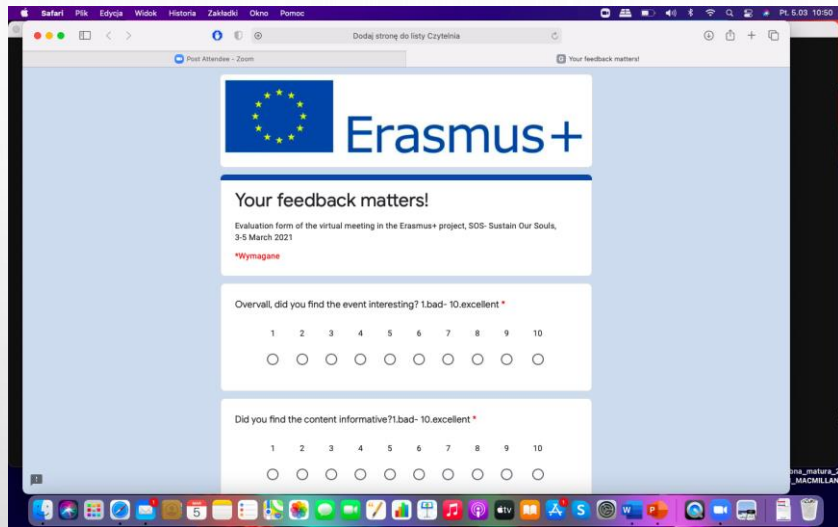 Safari Plik Edycja Widok Historia Zakładki Okno Pomoc
Pt. 5.03 10:50
Dodaj stronę do listy Czytelnia
Post Attendee - Zoom
Your feedback matters!
Erasmus+
Your feedback matters!
Evaluation form of the virtual meeting in the Erasmus+ project, SOS- Sustain Our Souls,
3-5 March 2021
*Wymagane
Overvall, did you find the event interesting? 1.bad- 10.excellent *
1 2 3 4 5 6 7 8 9 10
Did you find the content informative?1.bad- 10.excellent *
1 2 3 4 5 6 7 8 9 10
MACMILLAN
5
tv